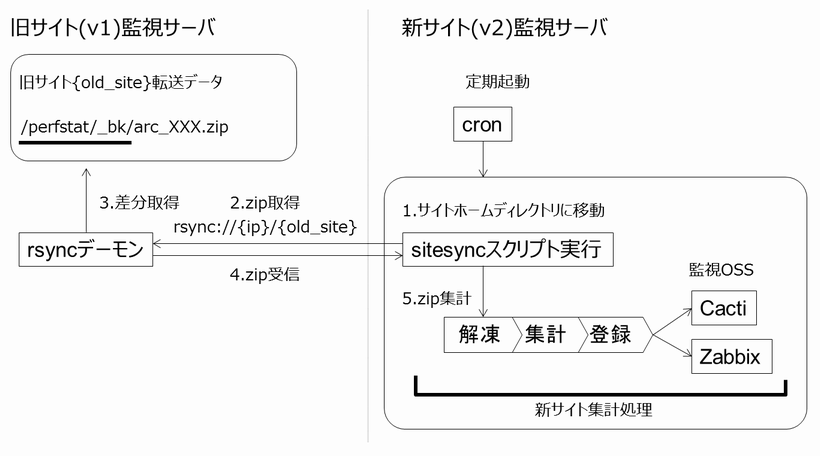 旧サイト(v1)監視サーバ
旧サイト{old_site}転送データ
/perfstat/_bk/arc_XXX.zip
3.差分取得
2.zip取得
rsync://{ip}/{old_site}
rsyncデーモン
4.zip受信
新サイト(v2)監視サーバ
定期起動
cron
1.サイトホームディレクトリに移動
sitesyncスクリプト実行
5.zip集計
監視OSS
解凍
集計
登録
Cacti
Zabbix
新サイト集計処理